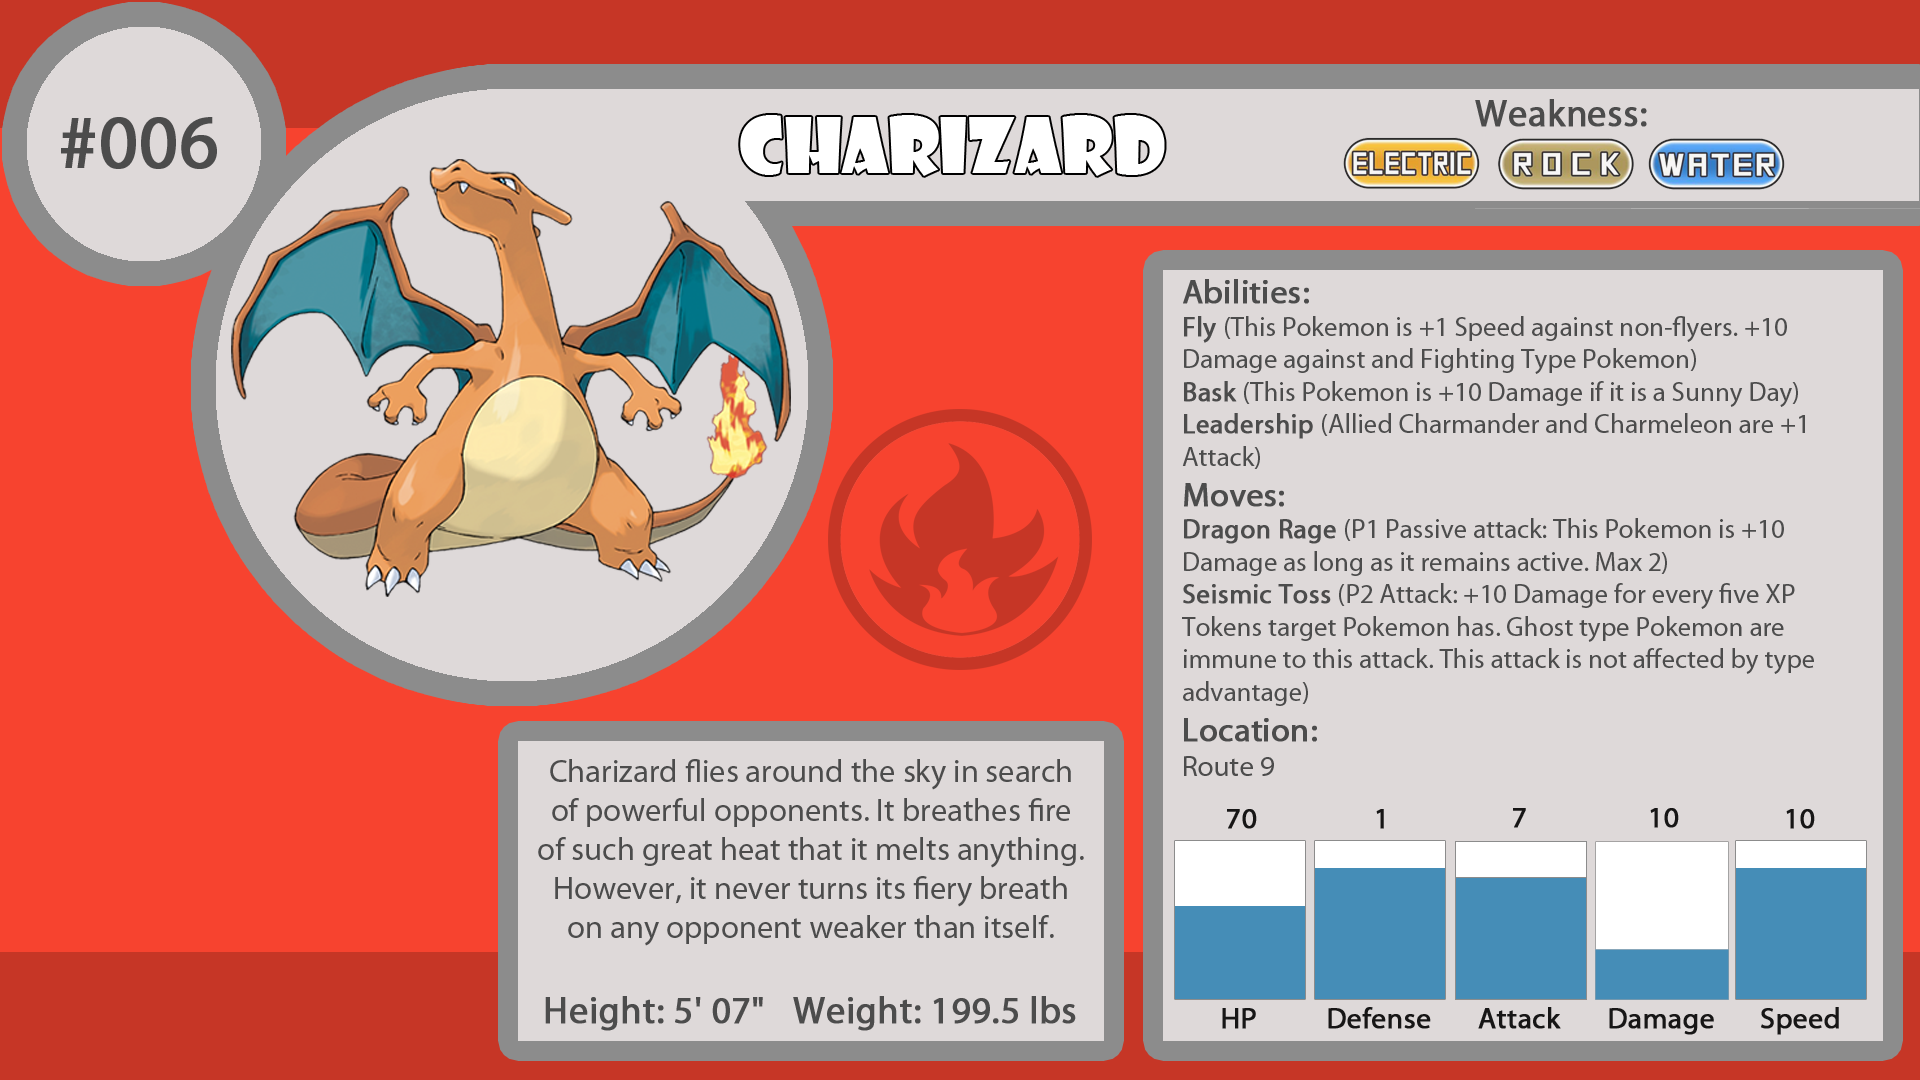 #006
CHARIZARD
Weakness:
ELECTRIC ROCK WATER
Abilities:
Fly (This Pokemon is +1 Speed against non-flyers. +10
Damage against and Fighting Type Pokemon)
Bask (This Pokemon is +10 Damage if it is a Sunny Day)
Leadership (Allied Charmander and Charmeleon are +1
Attack)
Moves:
Dragon Rage (P1 Passive attack: This Pokemon is +10
Damage as long as it remains active. Max 2)
Seismic Toss (P2 Attack: +10 Damage for every five XP
Tokens target Pokemon has. Ghost type Pokemon are
immune to this attack. This attack is not affected by type
advantage)
Location:
Route 9
70 1 7 10 10
HP Defense Attack Damage Speed
Charizard flies around the sky in search
of powerful opponents. It breathes fire
of such great heat that it melts anything.
However, it never turns its fiery breath
on any opponent weaker than itself.
Height: 5' 07" Weight: 199.5 lbs